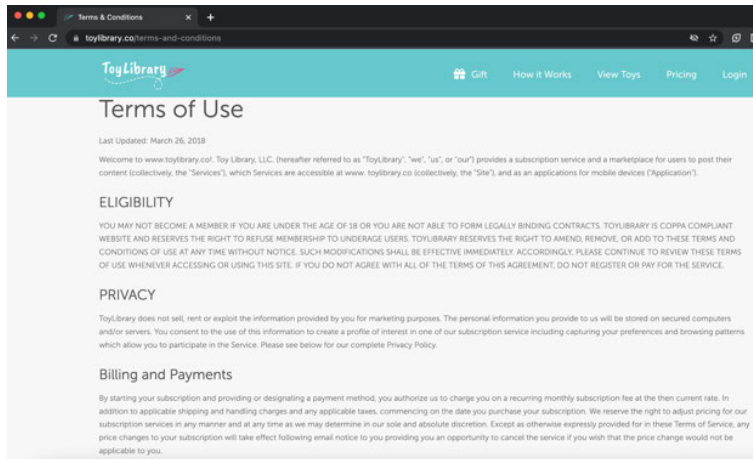 Terms & Conditions
toylibrary.co/terms-and-conditions
ToyLibrary
Gift How it Works View Toys Pricing Login
Terms of Use
Last Updated: March 26, 2018
Welcome to www.toylibrary.co!. Toy Library, LLC, (hereafter referred to as "ToyLibrary", "we", "us", or "our") provides a subscription service and a marketplace for users to post their
content (collectively, the "Services"), which Services are accessible at www. toylibrary.co (collectively, the "Site"), and as an applications for mobile devices ("Application").
ELIGIBILITY
YOU MAY NOT BECOME A MEMBER IF YOU ARE UNDER THE AGE OF 18 OR YOU ARE NOT ABLE TO FORM LEGALLY BINDING CONTRACTS. TOYLIBRARY IS COPPA COMPLIANT
WEBSITE AND RESERVES THE RIGHT TO REFUSE MEMBERSHIP TO UNDERAGE USERS. TOYLIBRARY RESERVES THE RIGHT TO AMEND, REMOVE, OR ADD TO THESE TERMS AND
CONDITIONS OF USE AT ANY TIME WITHOUT NOTICE. SUCH MODIFICATIONS SHALL BE EFFECTIVE IMMEDIATELY. ACCORDINGLY, PLEASE CONTINUE TO REVIEW THESE TERMS
OF USE WHENEVER ACCESSING OR USING THIS SITE. IF YOU DO NOT AGREE WITH ALL OF THE TERMS OF THIS AGREEMENT, DO NOT REGISTER OR PAY FOR THE SERVICE.
PRIVACY
ToyLibrary does not sell, rent or exploit the information provided by you for marketing purposes. The personal information you provide to us will be stored on secured computers
and/or servers. You consent to the use of this information to create a profile of interest in one of our subscription service including capturing your preferences and browsing patterns
which allow you to participate in the Service. Please see below for our complete Privacy Policy.
Billing and Payments
By starting your subscription and providing or designating a payment method, you authorize us to charge you on a recurring monthly subscription fee at the then current rate. In
addition to applicable shipping and handling charges and any applicable taxes, commencing on the date you purchase your subscription. We reserve the right to adjust pricing for our
subscription services in any manner and at any time as we may determine in our sole and absolute discretion. Except as otherwise expressly provided for in these Terms of Service, any
price changes to your subscription will take effect following email notice to you providing you an opportunity to cancel the service if you wish that the price change would not be
applicable to you.